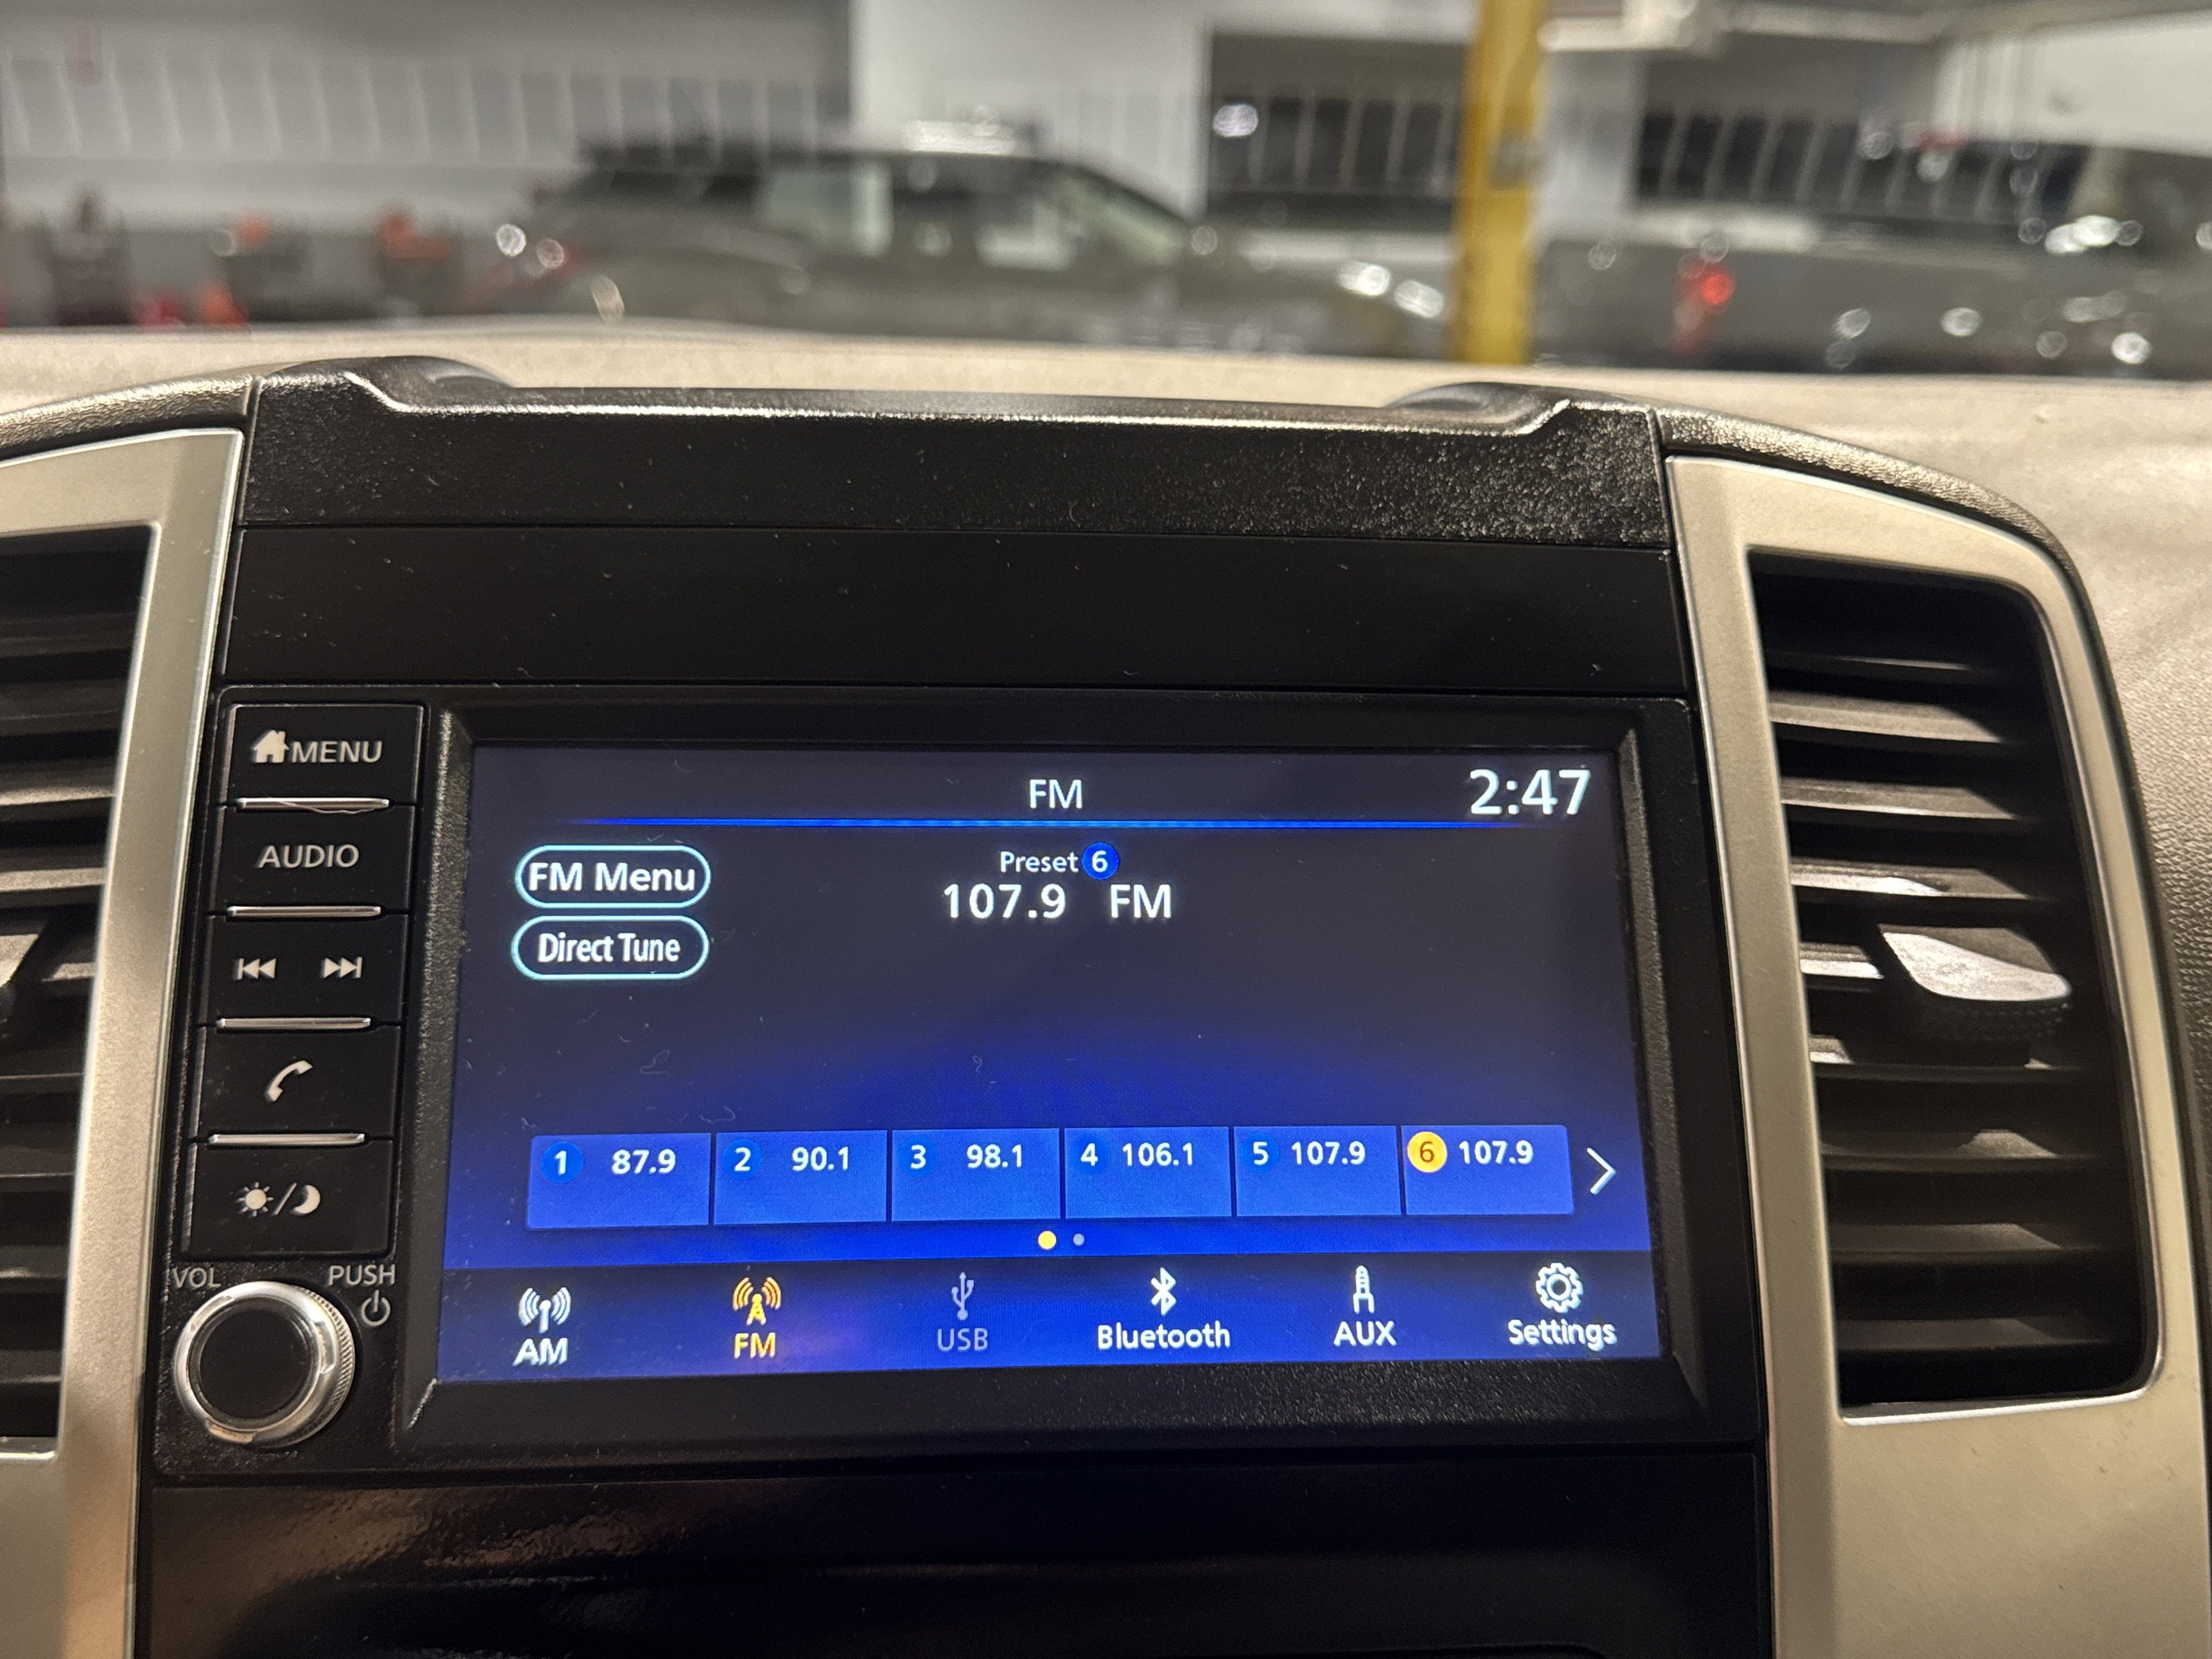 MENU
AUDIO
VOL
PUSH
FM
2:47
FM Menu
Direct Tune
Preset 6
107.9 FM
1 87.9
2 90.1
3 98.1
4 106.1
5 107.9
6 107.9
AM
FM
USB
Bluetooth
AUX
Settings